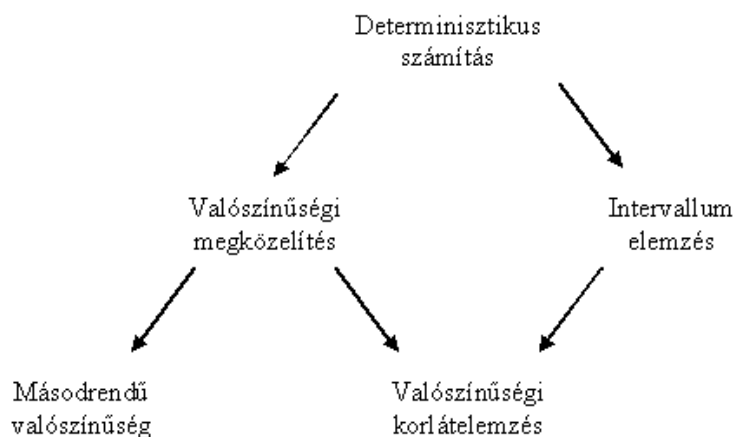 Determinisztikus
számítás
Valószínűségi
megközelítés
Intervallum
elemzés
Másodrendű
valószínűség
Valószínűségi
korlátelemzés